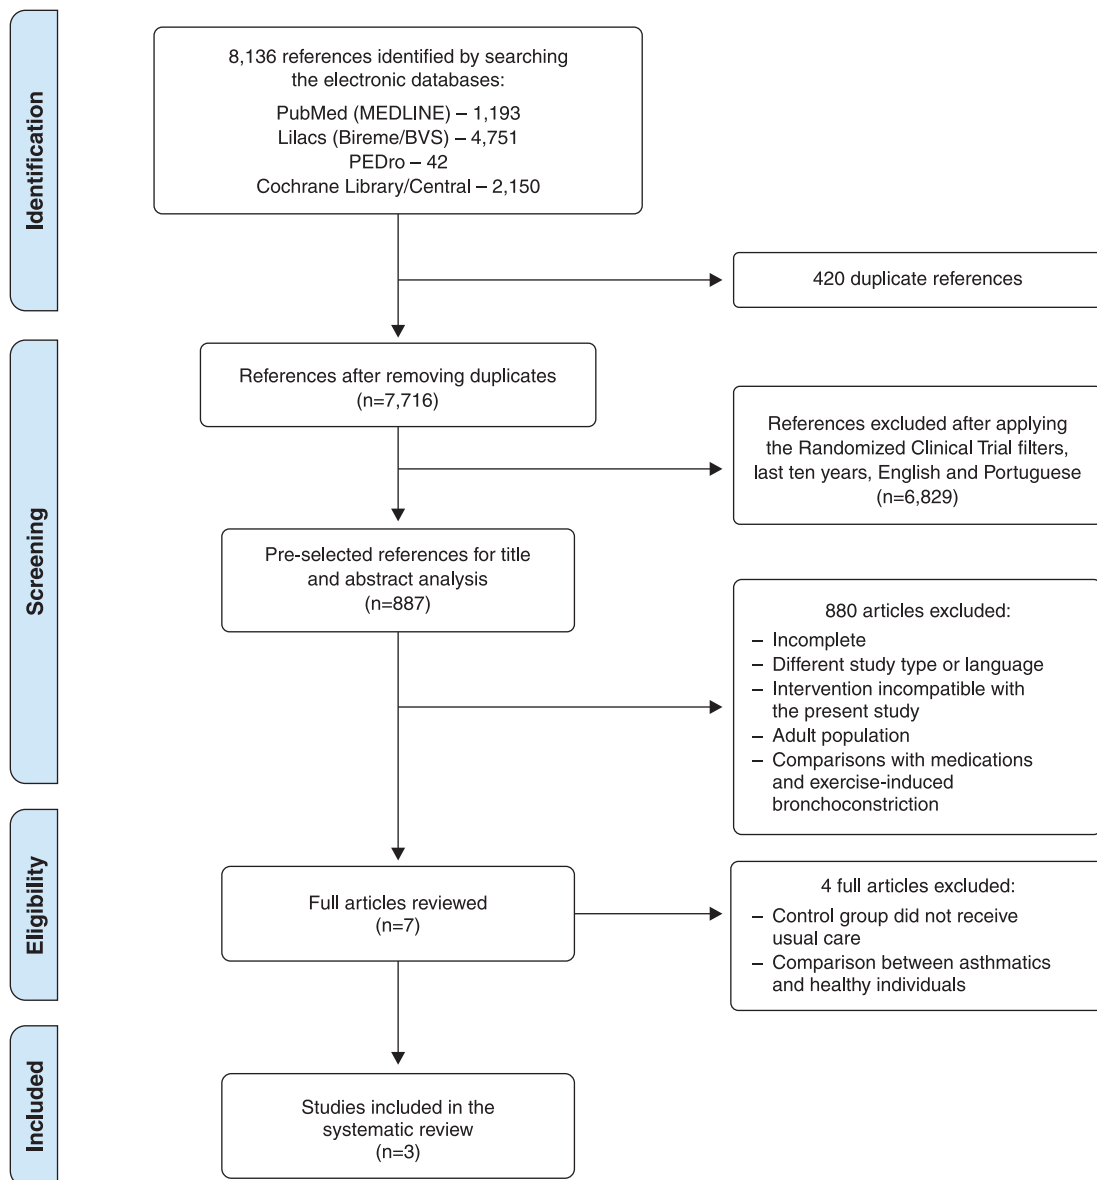 Identification
8,136 references identified by searching
the electronic databases:
PubMed (MEDLINE) – 1,193
Lilacs (Bireme/BVS) – 4,751
PEDro – 42
Cochrane Library/Central – 2,150
420 duplicate references
Screening
References after removing duplicates
(n=7,716)
References excluded after applying
the Randomized Clinical Trial filters,
last ten years, English and Portuguese
(n=6,829)
Pre-selected references for title
and abstract analysis
(n=887)
880 articles excluded:
– Incomplete
– Different study type or language
– Intervention incompatible with
the present study
– Adult population
– Comparisons with medications
and exercise-induced
bronchoconstriction
Eligibility
Full articles reviewed
(n=7)
4 full articles excluded:
– Control group did not receive
usual care
– Comparison between asthmatics
and healthy individuals
Included
Studies included in the
systematic review
(n=3)